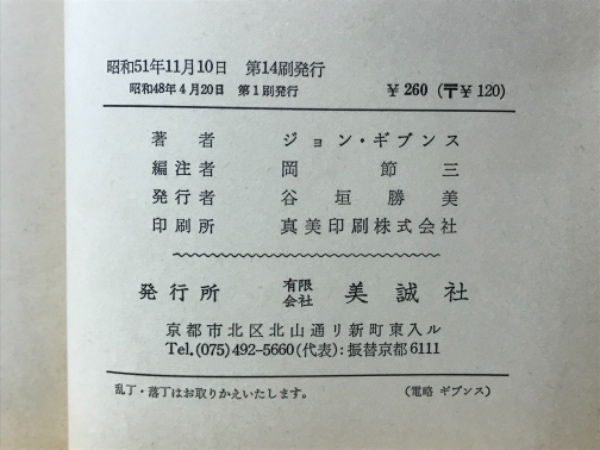 昭和51年11月10日 第14刷発行
昭和48年4月20日 第1刷発行 ¥260 (〒¥120)
著者 ジョン・ギブンス
編注者 岡節三
発行者 谷垣勝美
印刷所 真美印刷株式会社
発行所 有限会社 美誠社
京都市北区北山通リ新町東入ル
Tel.(075)492-5660(代表):振替京都6111
乱丁・落丁はお取りかえいたします。 (電略 ギブンス)